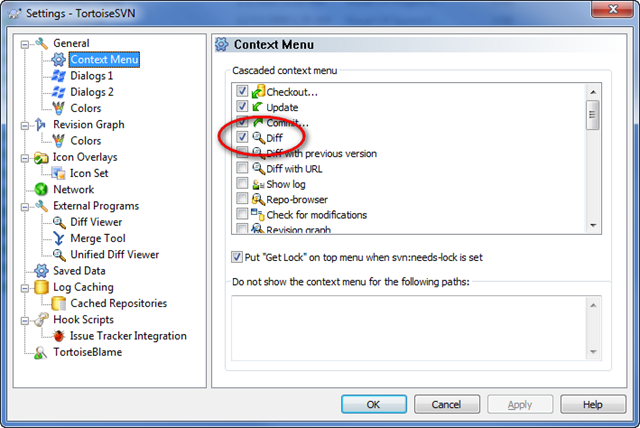 Settings - TortoiseSVN
General
Context Menu
Dialogs 1
Dialogs 2
Colors
Revision Graph
Colors
Icon Overlays
Icon Set
Network
External Programs
Diff Viewer
Merge Tool
Unified Diff Viewer
Saved Data
Log Caching
Cached Repositories
Hook Scripts
Issue Tracker Integration
TortoiseBlame
Context Menu
Cascaded context menu
Checkout...
Update
Commit...
Diff
Diff with previous version
Diff with URL
Show log
Repo-browser
Check for modifications
Revision graph
Put "Get Lock" on top menu when svn:needs-lock is set
Do not show the context menu for the following paths:
OK
Cancel
Apply
Help